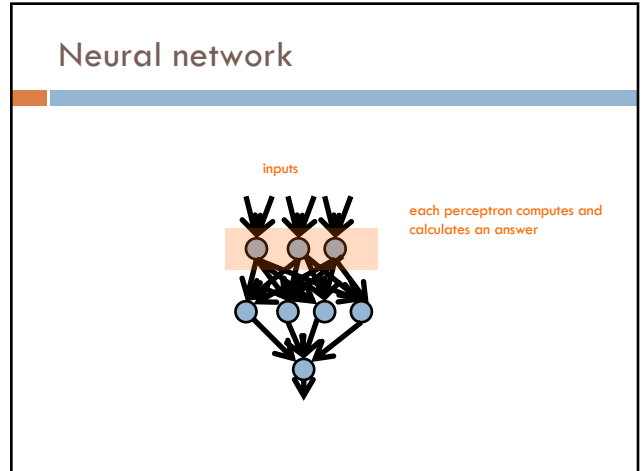 Neural network
inputs
each perceptron computes and
calculates an answer